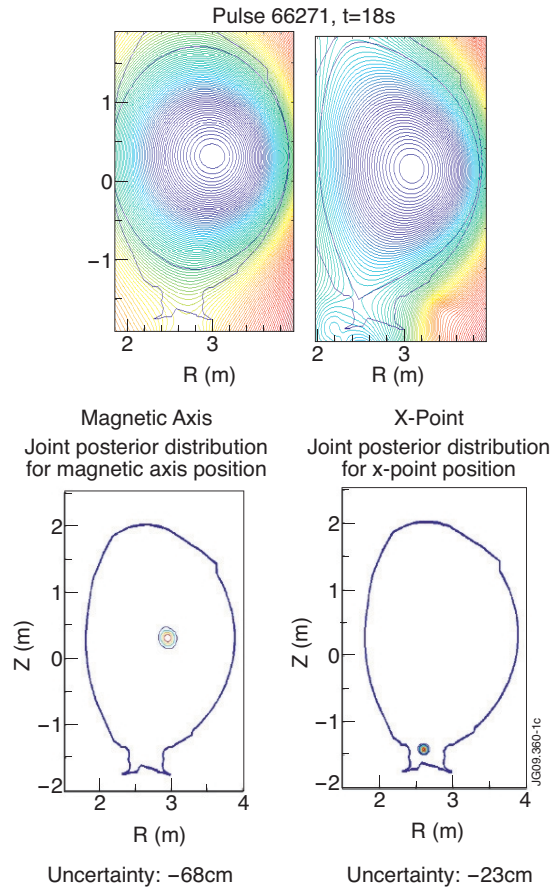 Pulse 66271, t=18s
1
0
−1
2
3
2
3
R (m)
R (m)
Magnetic Axis
X-Point
Joint posterior distribution
for magnetic axis position
Joint posterior distribution
for x-point position
2
1
0
−1
−2
Z (m)
2
3
4
R (m)
2
1
0
−1
−2
Z (m)
2
3
4
R (m)
JG09.360-1c
Uncertainty: −68cm
Uncertainty: −23cm